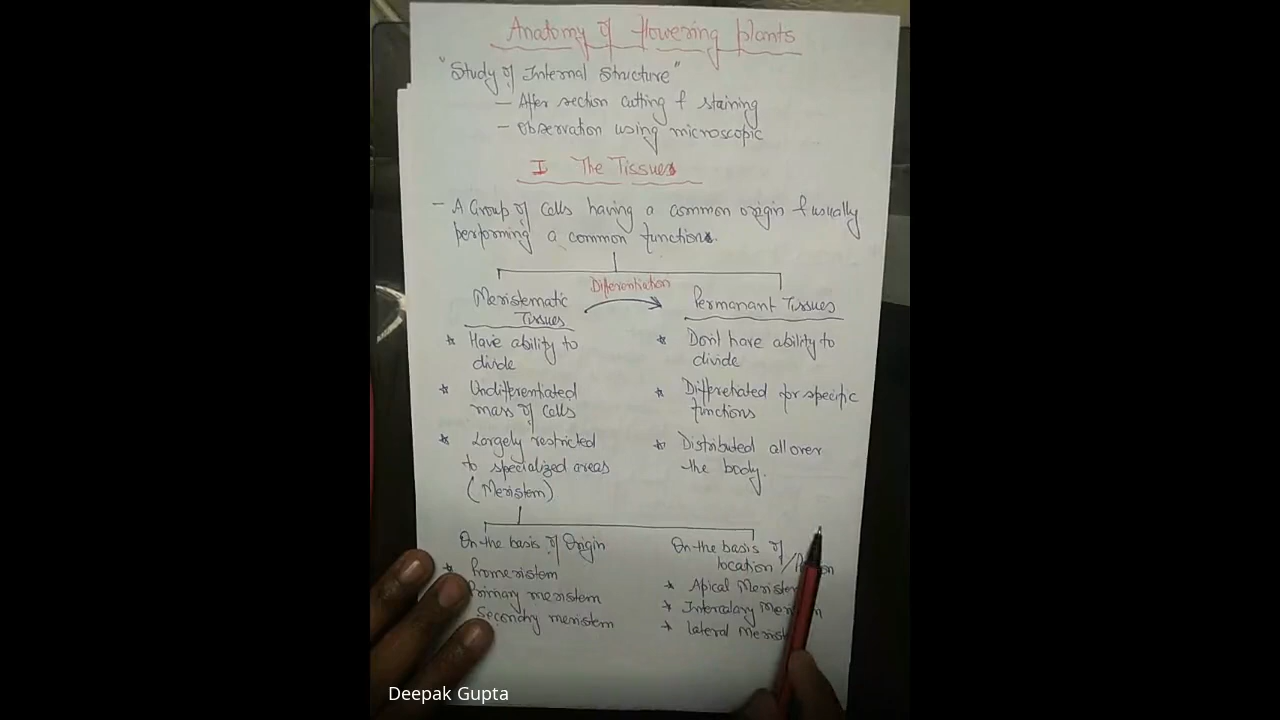 Anatomy of flowering plants
"Study of Internal structure"
– After section cutting & staining
– Observation using microscopic
I The Tissues
– A Group of cells having a common origin & usually
performing a common functions.
Differentiation
Meristematic
Tissues
* Have ability to
divide
* Undifferentiated
mass of cells
* Largely restricted
to specialized areas
(Meristem)
Permanant Tissues
* Don't have ability to
divide
* Differetiated for specific
functions
* Distributed all over
the body.
On the basis of Origin
* Promeristem
Primary meristem
Secondry meristem
On the basis of
location /
* Apical
* Intercalary
* lateral
Deepak Gupta